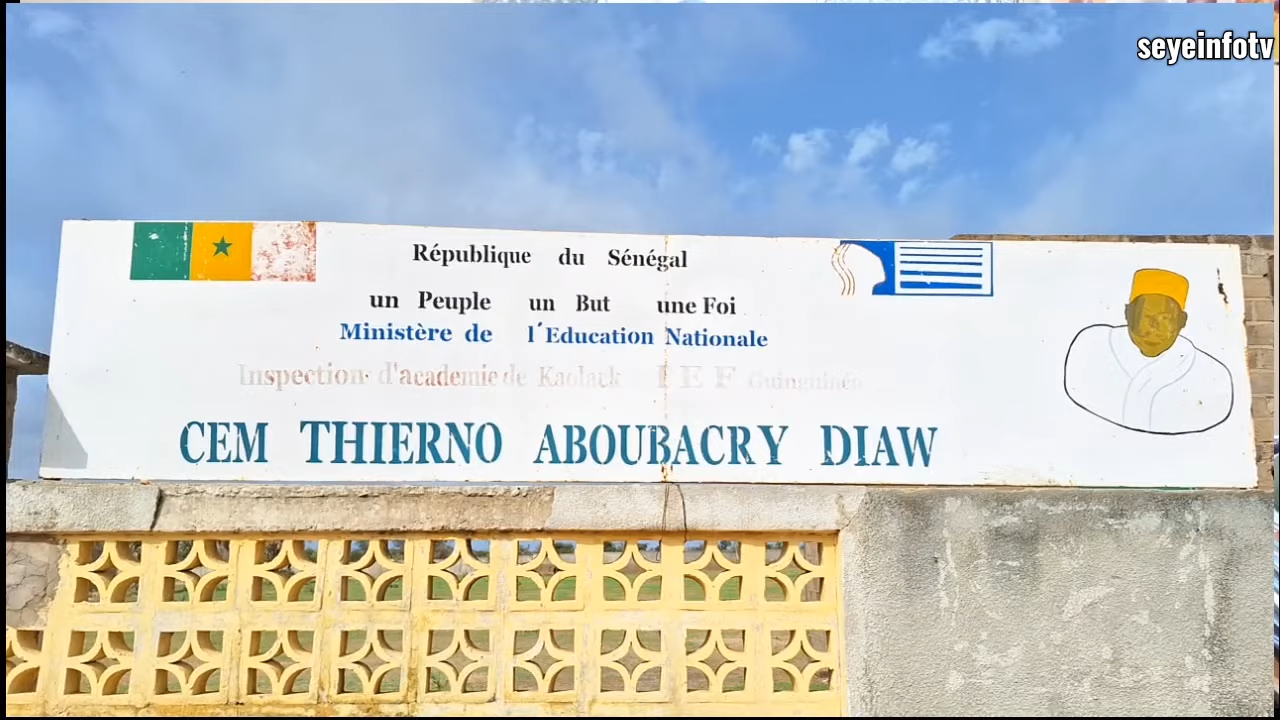 seyeinfotv
République du Sénégal
un Peuple un But une Foi
Ministère de l'Education Nationale
Inspection d'academie de Kaolack I E F Guinguinéo
CEM THIERNO ABOUBACRY DIAW